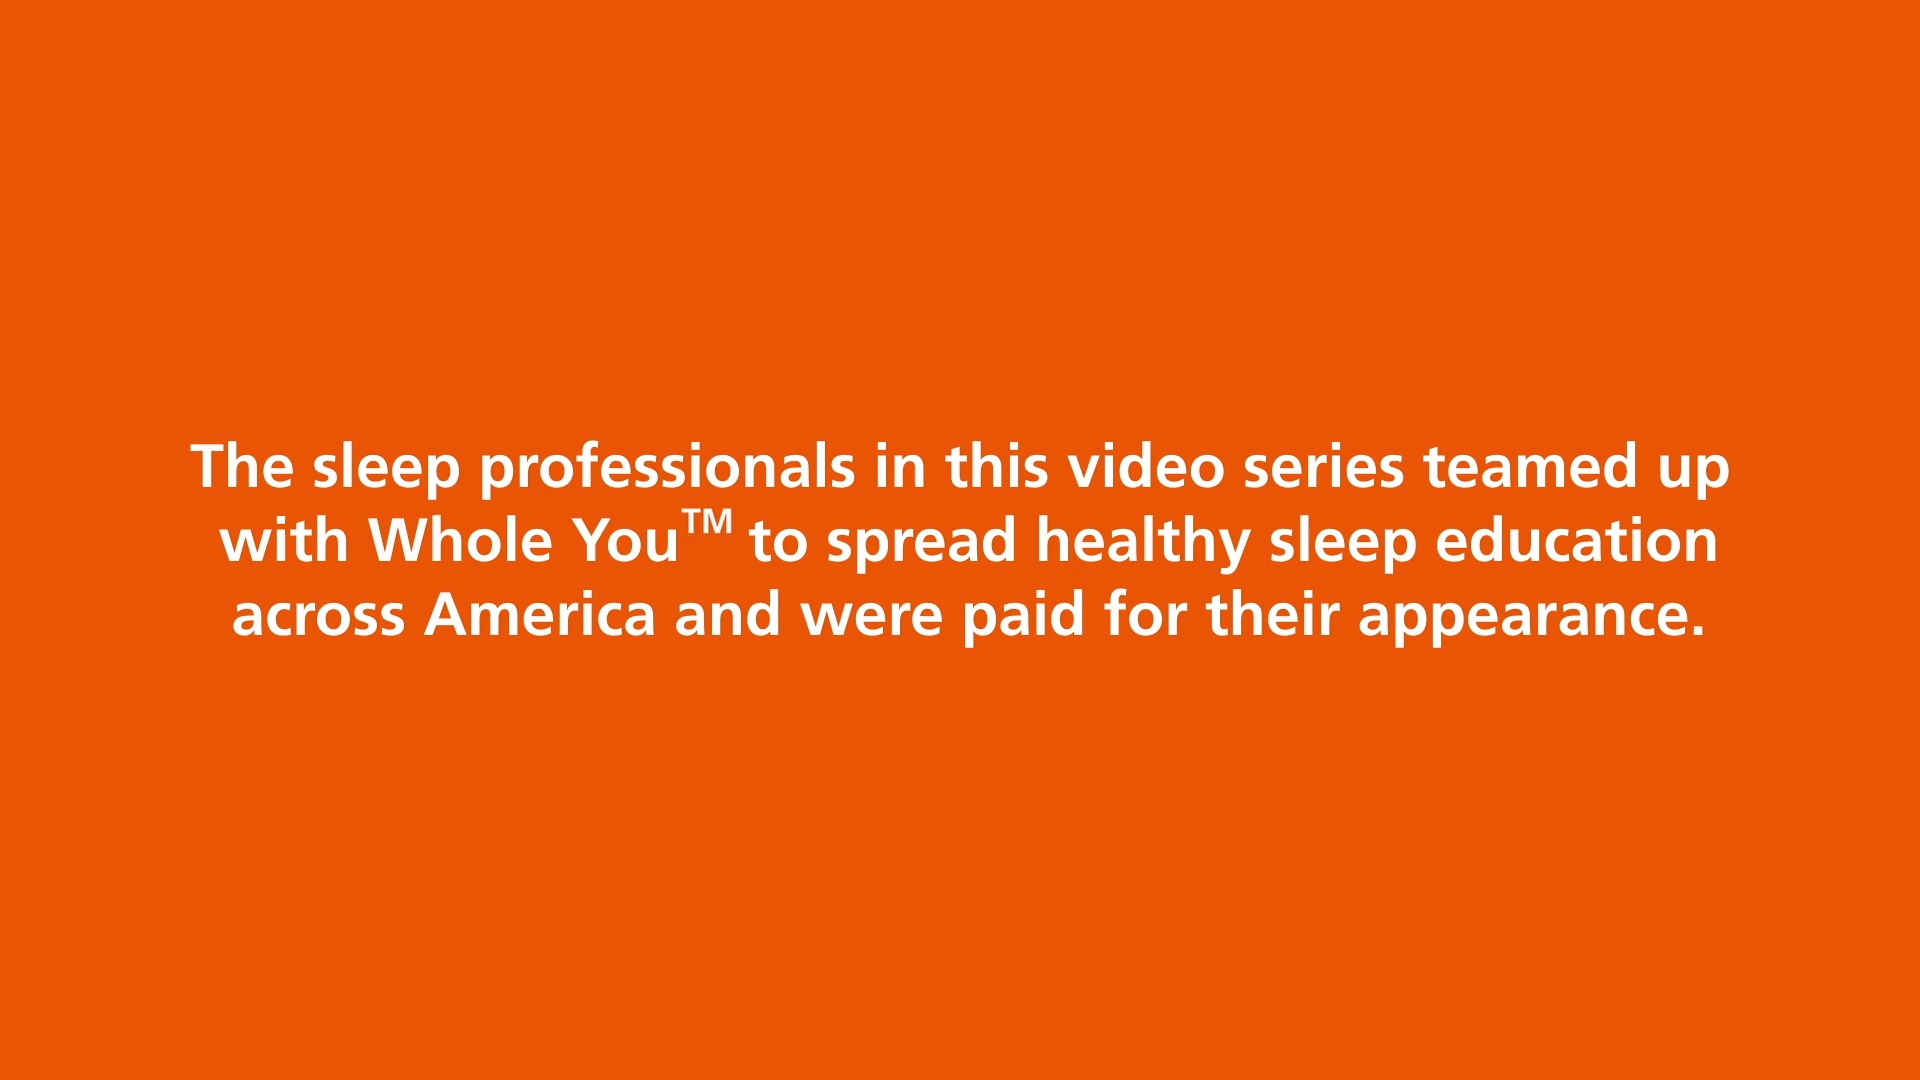 The sleep professionals in this video series teamed up
with Whole You™ to spread healthy sleep education
across America and were paid for their appearance.